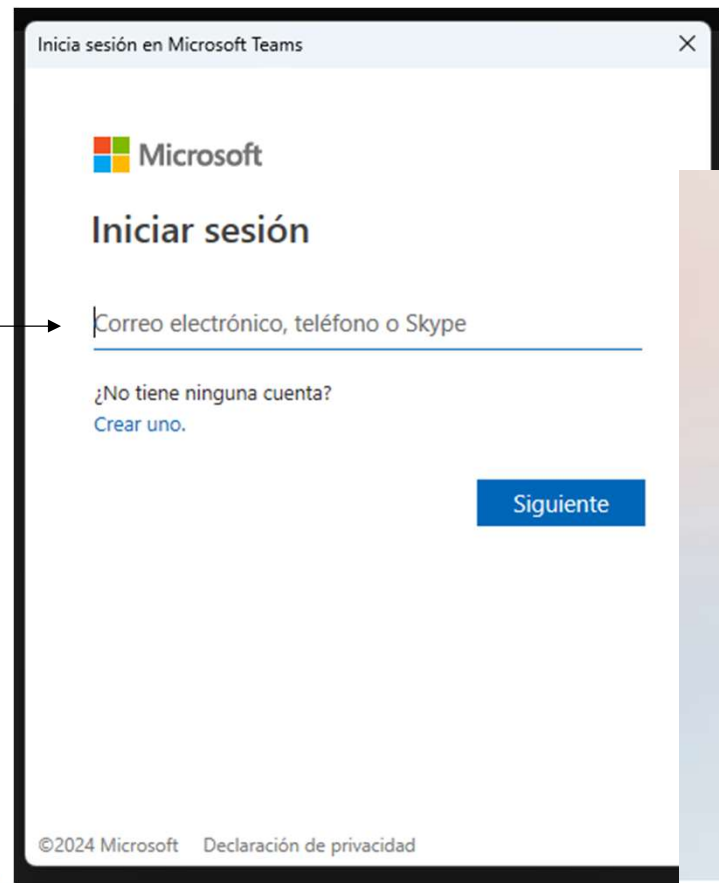 Inicia sesión en Microsoft Teams
Microsoft
Iniciar sesión
Correo electrónico, teléfono o Skype
¿No tiene ninguna cuenta?
Crear uno.
Siguiente
©2024 Microsoft Declaración de privacidad